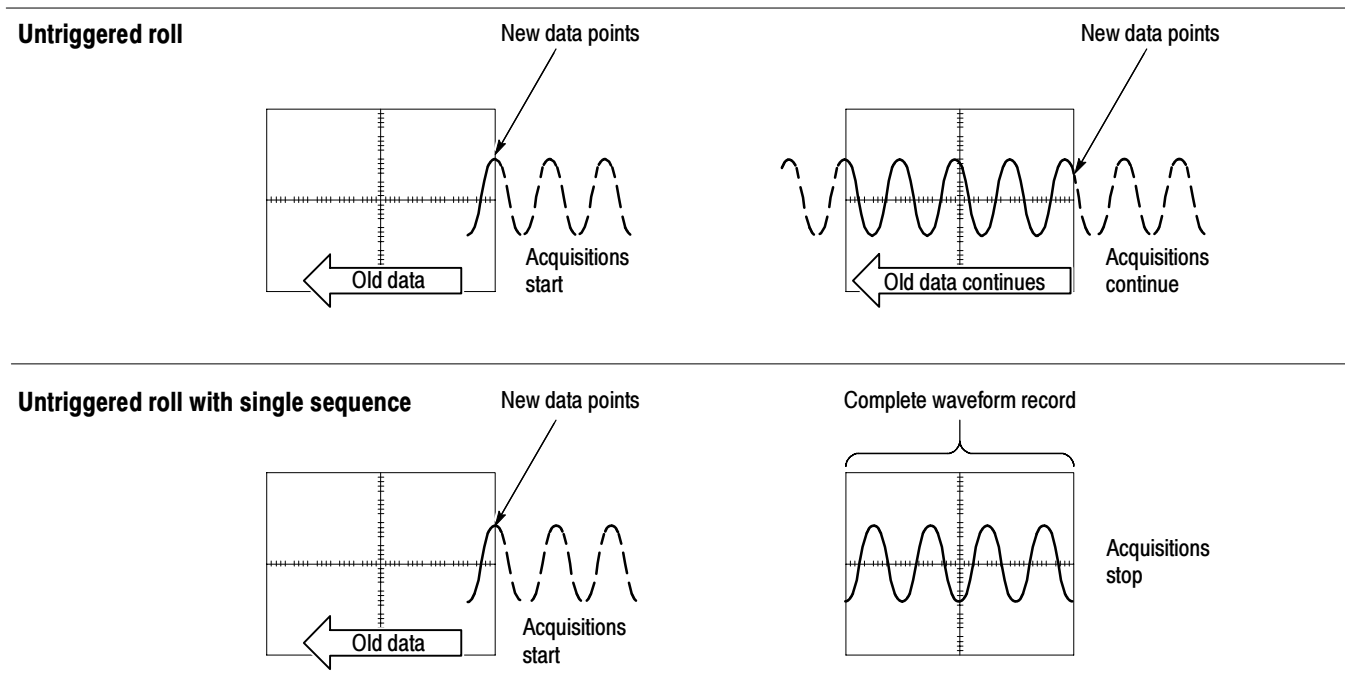 Untriggered roll
New data points
New data points
Acquisitions
start
Old data
Acquisitions
continue
Old data continues
Untriggered roll with single sequence
New data points
Complete waveform record
Acquisitions
stop
Acquisitions
start
Old data